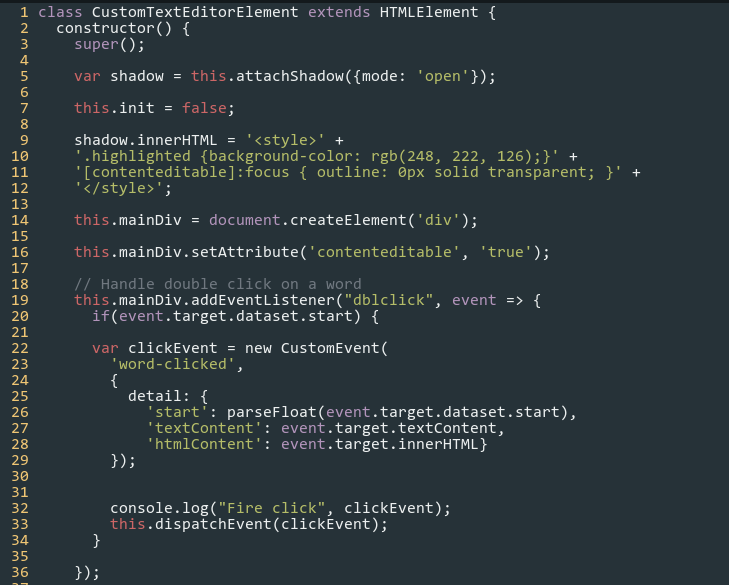 1 class CustomTextEditorElement extends HTMLElement {
2   constructor() {
3     super();
4
5     var shadow = this.attachShadow({mode: 'open'});
6
7     this.init = false;
8
9     shadow.innerHTML = '<style>' +
10     '.highlighted {background-color: rgb(248, 222, 126);}' +
11     '[contenteditable]:focus { outline: 0px solid transparent; }' +
12     '</style>';
13
14     this.mainDiv = document.createElement('div');
15
16     this.mainDiv.setAttribute('contenteditable', 'true');
17
18     // Handle double click on a word
19     this.mainDiv.addEventListener("dblclick", event => {
20       if(event.target.dataset.start) {
21
22       var clickEvent = new CustomEvent(
23         'word-clicked',
24         {
25           detail: {
26             'start': parseFloat(event.target.dataset.start),
27             'textContent': event.target.textContent,
28             'htmlContent': event.target.innerHTML}
29         });
30
31
32         console.log("Fire click", clickEvent);
33         this.dispatchEvent(clickEvent);
34       }
35
36     });